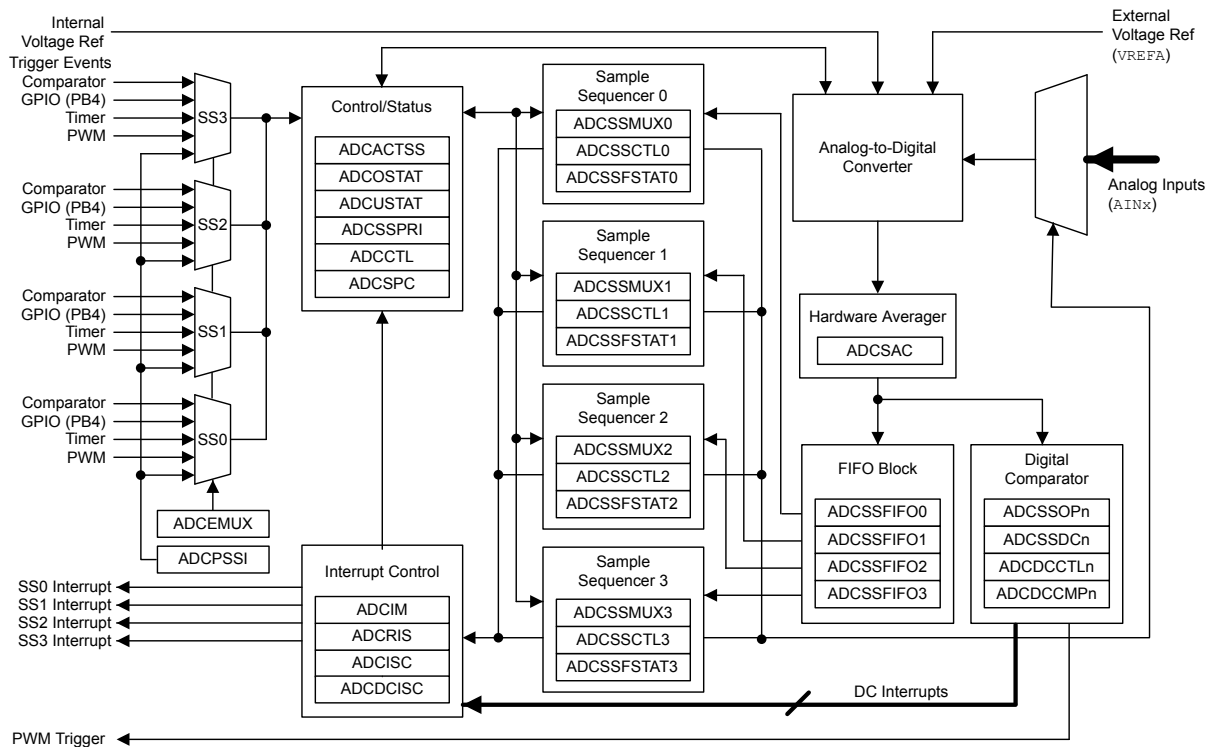 Internal
Voltage Ref
Trigger Events
Comparator
GPIO (PB4)
Timer
PWM
SS3
Comparator
GPIO (PB4)
Timer
PWM
SS2
Comparator
GPIO (PB4)
Timer
PWM
SS1
Comparator
GPIO (PB4)
Timer
PWM
SS0
ADCEMUX
ADCPSSI
SS0 Interrupt
SS1 Interrupt
SS2 Interrupt
SS3 Interrupt
PWM Trigger
Control/Status
ADCACTSS
ADCOSTAT
ADCUSTAT
ADCSSPRI
ADCCTL
ADCSPC
Interrupt Control
ADCIM
ADCRIS
ADCISC
ADCDCISC
Sample
Sequencer 0
ADCSSMUX0
ADCSSCTL0
ADCSSFSTAT0
Sample
Sequencer 1
ADCSSMUX1
ADCSSCTL1
ADCSSFSTAT1
Sample
Sequencer 2
ADCSSMUX2
ADCSSCTL2
ADCSSFSTAT2
Sample
Sequencer 3
ADCSSMUX3
ADCSSCTL3
ADCSSFSTAT3
External
Voltage Ref
(VREFA)
Analog-to-Digital
Converter
Analog Inputs
(AINx)
Hardware Averager
ADCSAC
FIFO Block
ADCSSFIFO0
ADCSSFIFO1
ADCSSFIFO2
ADCSSFIFO3
Digital
Comparator
ADCSSOPn
ADCSSDCn
ADCDCCTLn
ADCDCCMPn
DC Interrupts